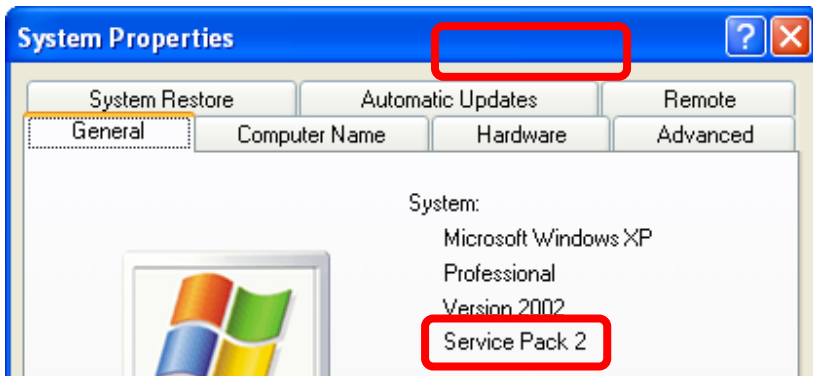 System Properties
?
System Restore Automatic Updates Remote
General Computer Name Hardware Advanced
System:
Microsoft Windows XP
Professional
Version 2002
Service Pack 2